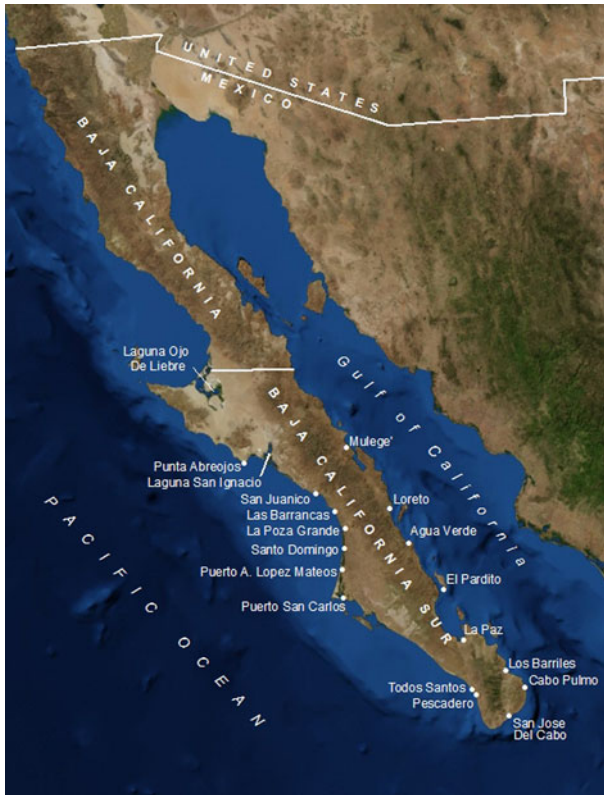 UNITED STATES
MEXICO
BAJA CALIFORNIA
Laguna Ojo
De Liebre
Gulf of California
BAJA CALIFORNIA SUR
Mulege'
Punta Abreojos
Laguna San Ignacio
San Juanico
Loreto
Las Barrancas
La Poza Grande
Agua Verde
Santo Domingo
Puerto A. Lopez Mateos
El Pardito
Puerto San Carlos
PACIFIC OCEAN
La Paz
Los Barriles
Cabo Pulmo
Todos Santos
Pescadero
San Jose
Del Cabo